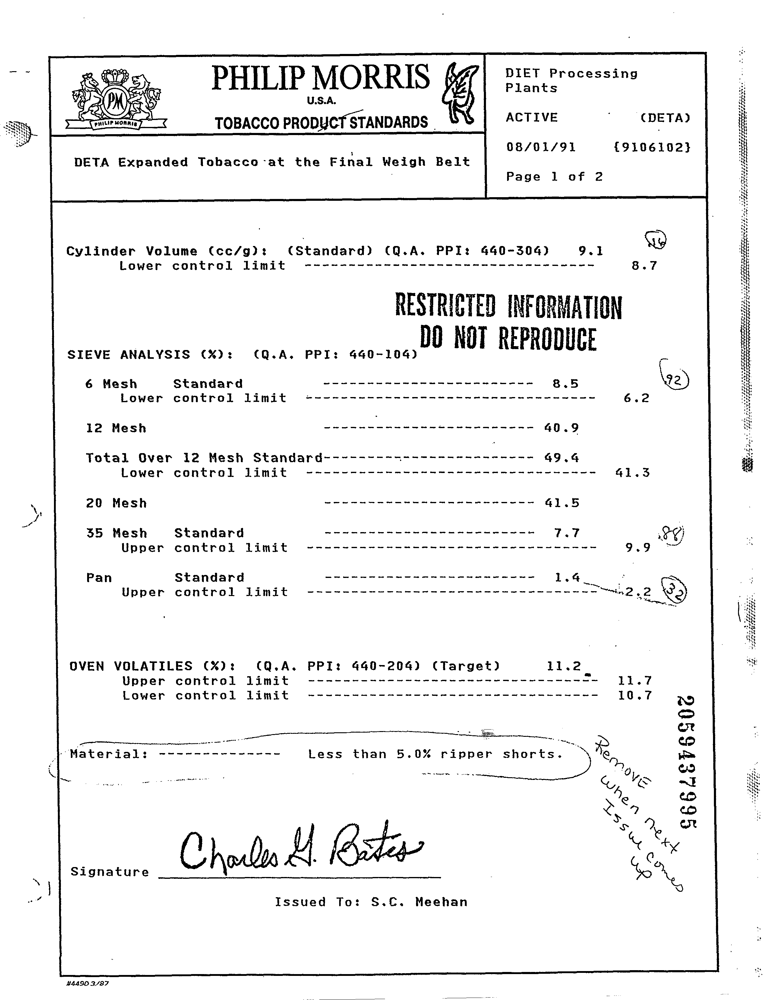 PHILIP MORRIS
U.S.A.
TOBACCO PRODUCT STANDARDS
PM
PHILIP MORRIS
DETA Expanded Tobacco at the Final Weigh Belt
DIET Processing
Plants
ACTIVE (DETA)
08/01/91 {9106102}
Page 1 of 2
Cylinder Volume (cc/g): (Standard) (Q.A. PPI: 440-304) 9.1
Lower control limit -------------------------------- 8.7
RESTRICTED INFORMATION
DO NOT REPRODUCE
SIEVE ANALYSIS (%): (Q.A. PPI: 440-104)
6 Mesh Standard ----------------------- 8.5 .92
Lower control limit -------------------------------- 6.2
12 Mesh ----------------------- 40.9
Total Over 12 Mesh Standard----------------------- 49.4
Lower control limit -------------------------------- 41.3
20 Mesh ----------------------- 41.5
35 Mesh Standard ----------------------- 7.7 .88
Upper control limit -------------------------------- 9.9
Pan Standard ----------------------- 1.4
Upper control limit -------------------------------- 2.2 .32
OVEN VOLATILES (%): (Q.A. PPI: 440-204) (Target) 11.2
Upper control limit -------------------------------- 11.7
Lower control limit -------------------------------- 10.7
Material: -------------- Less than 5.0% ripper shorts.
Remove
when next
Issue comes
up
2059437995
Charles G. Bates
Signature
Issued To: S.C. Meehan
#449D 3/87